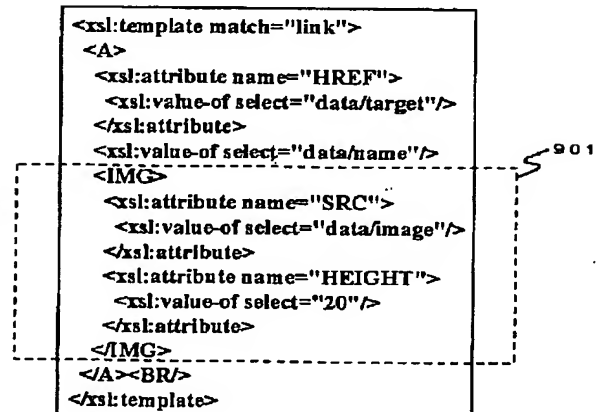 <xsl:template match="link">
<A>
<xsl:attribute name="HREF">
<xsl:value-of select="data/target"/>
</xsl:attribute>
<xsl:value-of select="data/name"/>
<IMG>
<xsl:attribute name="SRC">
<xsl:value-of select="data/image"/>
</xsl:attribute>
<xsl:attribute name="HEIGHT">
<xsl:value-of select="20"/>
</xsl:attribute>
</IMG>
</A><BR/>
</xsl:template>
901